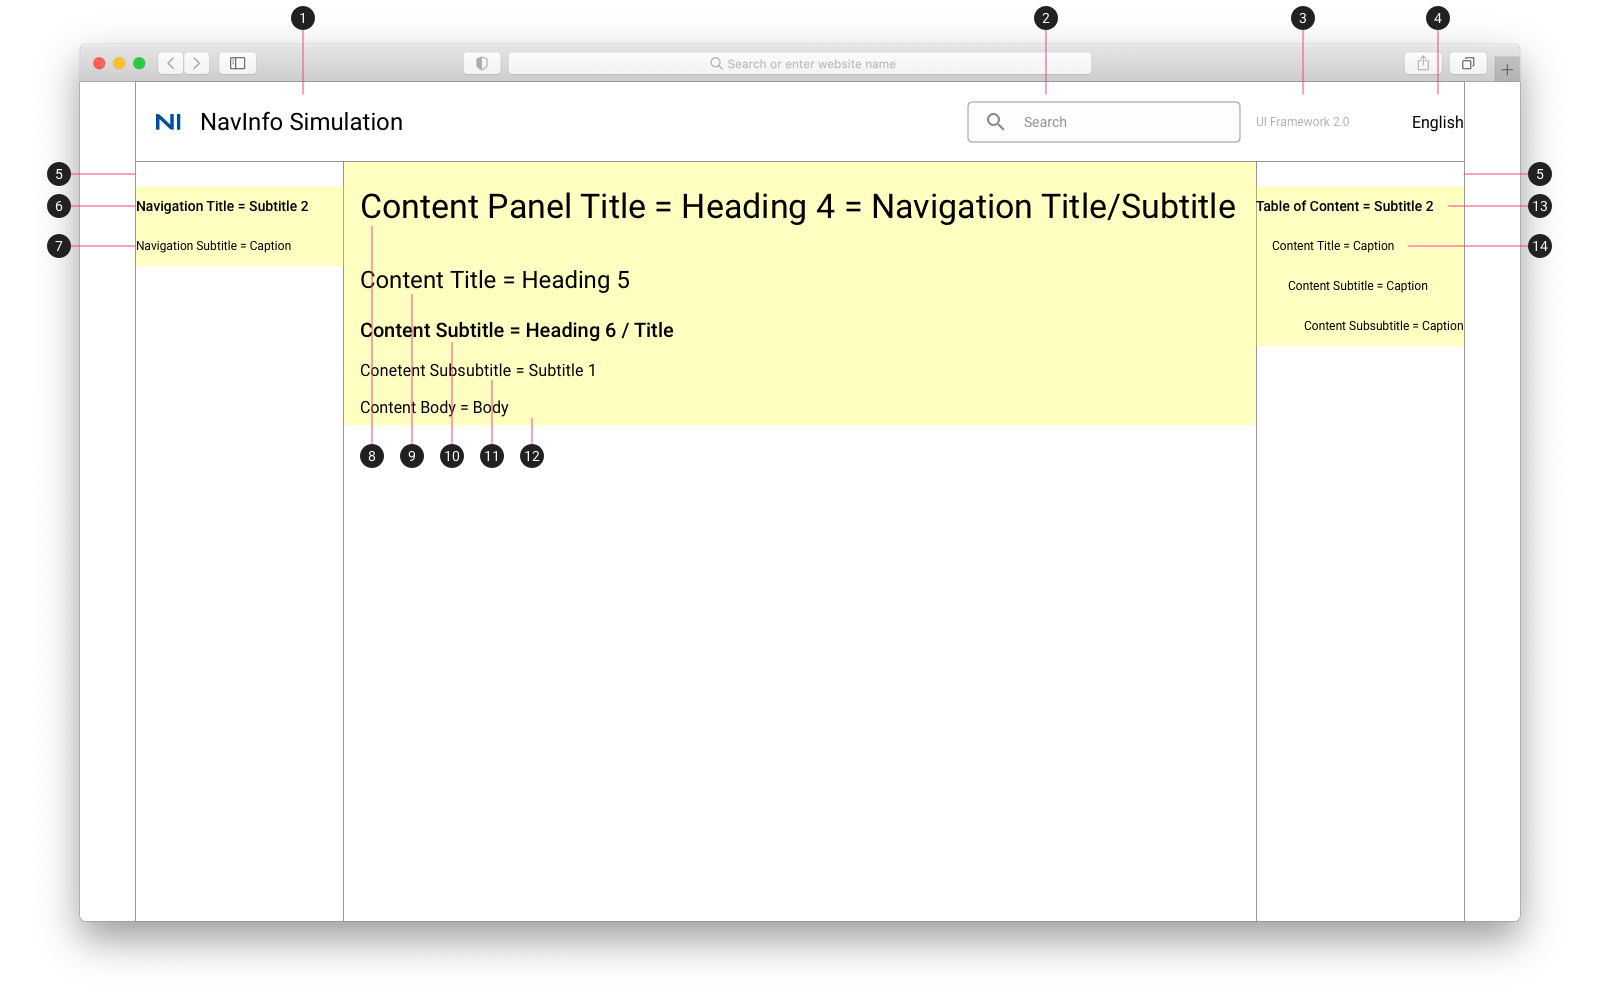 1 2 3 4
Search or enter website name
NI NavInfo Simulation
Search
UI Framework 2.0
English
5 5
6 Navigation Title = Subtitle 2
7 Navigation Subtitle = Caption
Content Panel Title = Heading 4 = Navigation Title/Subtitle
Content Title = Heading 5
Content Subtitle = Heading 6 / Title
Conetent Subsubtitle = Subtitle 1
Content Body = Body
8 9 10 11 12
Table of Content = Subtitle 2 13
Content Title = Caption 14
Content Subtitle = Caption
Content Subsubtitle = Caption